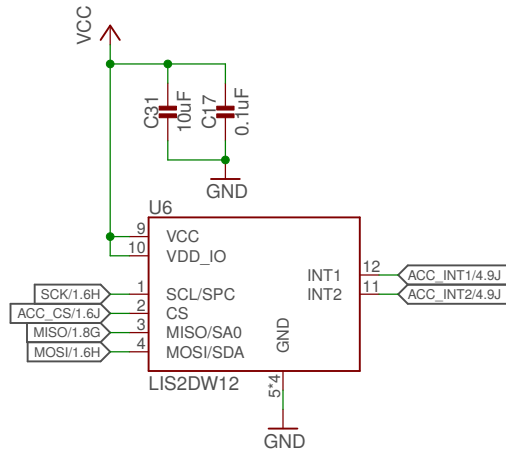 VCC
C31
10uF
C17
0.1uF
GND
U6
9 VCC
10 VDD_IO
INT1 12 ACC_INT1/4.9J
SCK/1.6H 1 SCL/SPC
INT2 11 ACC_INT2/4.9J
ACC_CS/1.6J 2 CS
MISO/1.8G 3 MISO/SA0
MOSI/1.6H 4 MOSI/SDA
GND
LIS2DW12
5*4
GND